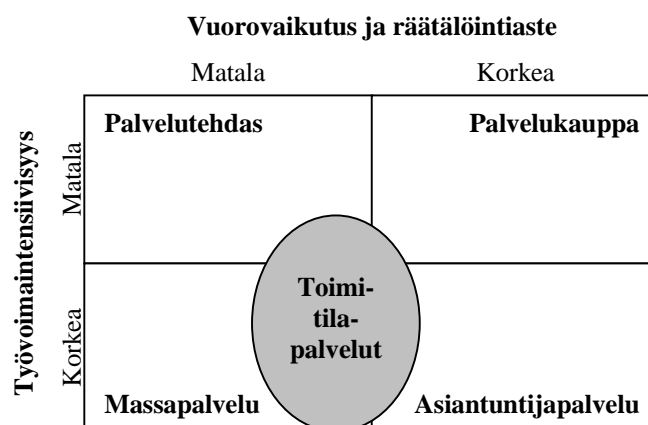 Vuorovaikutus ja räätälöintiaste
Matala Korkea
Työvoimaintensiivisyys
Matala
Palvelutehdas Palvelukauppa
Korkea
Toimi-
tila-
palvelut
Massapalvelu Asiantuntijapalvelu